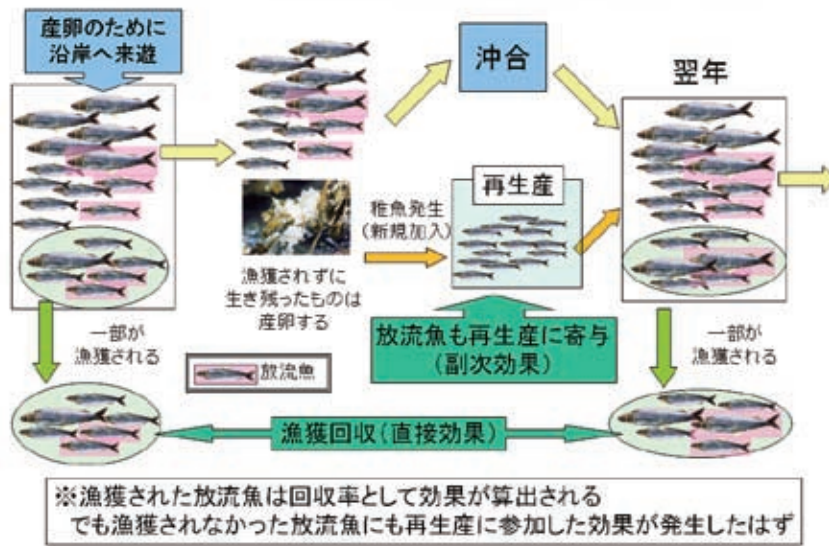 産卵のために
沿岸へ来遊
沖合
翌年
再生産
稚魚発生
(新規加入)
漁獲されずに
生き残ったものは
産卵する
放流魚も再生産に寄与
(副次効果)
一部が
漁獲される
一部が
漁獲される
放流魚
漁獲回収(直接効果)
※漁獲された放流魚は回収率として効果が算出される
でも漁獲されなかった放流魚にも再生産に参加した効果が発生したはず